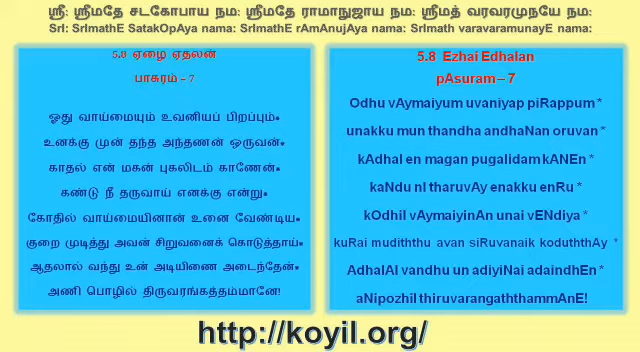 ஸ்ரீ: ஸ்ரீமதே சடகோபாய நம: ஸ்ரீமதே ராமாநுஜாய நம: ஸ்ரீமத் வரவரமுநயே நம:
SrI: SrImathE SatakOpAya nama: SrImathE rAmAnujAya nama: SrImath varavaramunayE nama:
5.8 ஏழை ஏதலன்
பாசுரம் – 7
ஓது வாய்மையும் உவனியப் பிறப்பும்*
உனக்கு முன் தந்த அந்தணன் ஒருவன்*
காதல் என் மகன் புகலிடம் காணேன்*
கண்டு நீ தருவாய் எனக்கு என்று*
கோதில் வாய்மையினான் உனை வேண்டிய*
குறை முடித்து அவன் சிறுவனைக் கொடுத்தாய்*
ஆதலால் வந்து உன் அடியிணை அடைந்தேன்*
அணி பொழில் திருவரங்கத்தம்மானே!
5.8 Ezhai Edhalan
pAsuram – 7
Odhu vAymaiyum uvaniyap piRappum *
unakku mun thandha andhaNan oruvan *
kAdhal en magan pugalidam kANEn *
kaNdu nI tharuvAy enakku enRu *
kOdhil vAymaiyinAn unai vENdiya *
kuRai mudiththu avan siRuvanaik koduththAy *
AdhalAl vandhu un adiyiNai adaindhEn *
aNipozhil thiruvarangaththammAnE!
http://koyil.org/